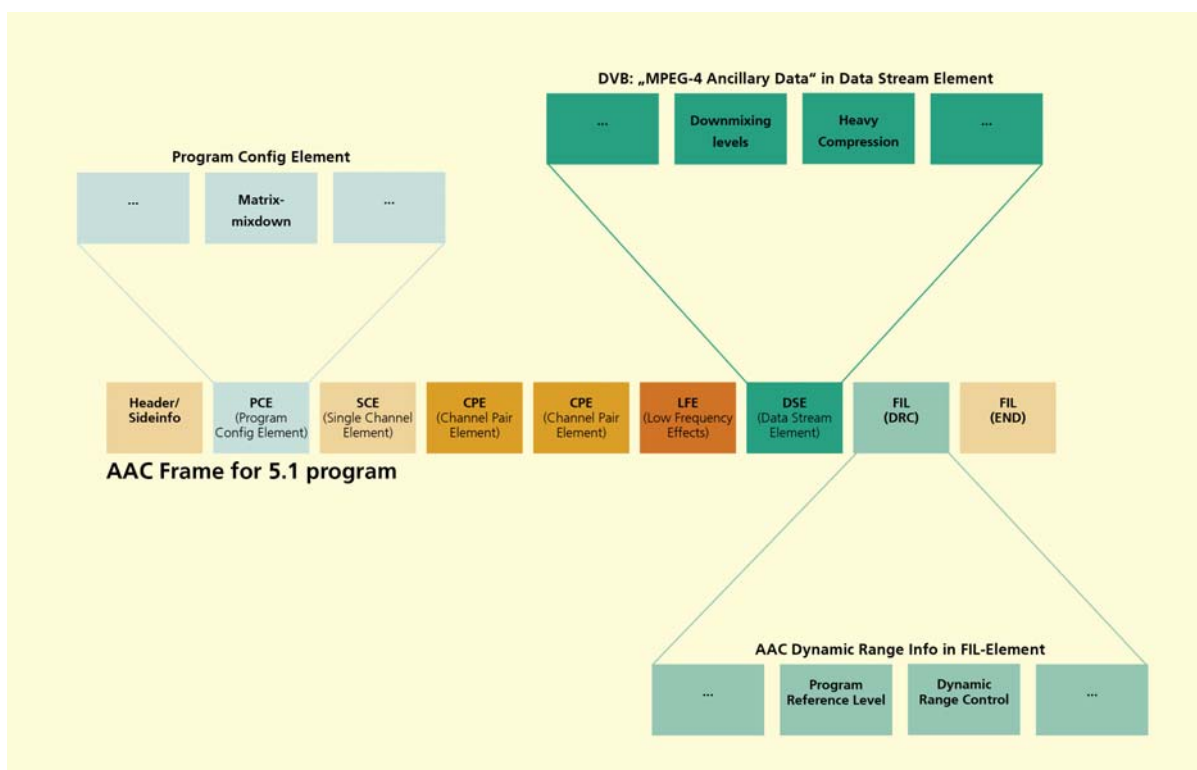 DVB: „MPEG-4 Ancillary Data“ in Data Stream Element
...
Downmixing
levels
Heavy
Compression
...
Program Config Element
...
Matrix-
mixdown
...
Header/
Sideinfo
PCE
(Program
Config Element)
SCE
(Single Channel
Element)
CPE
(Channel Pair
Element)
CPE
(Channel Pair
Element)
LFE
(Low Frequency
Effects)
DSE
(Data Stream
Element)
FIL
(DRC)
FIL
(END)
AAC Frame for 5.1 program
AAC Dynamic Range Info in FIL-Element
...
Program
Reference Level
Dynamic
Range Control
...